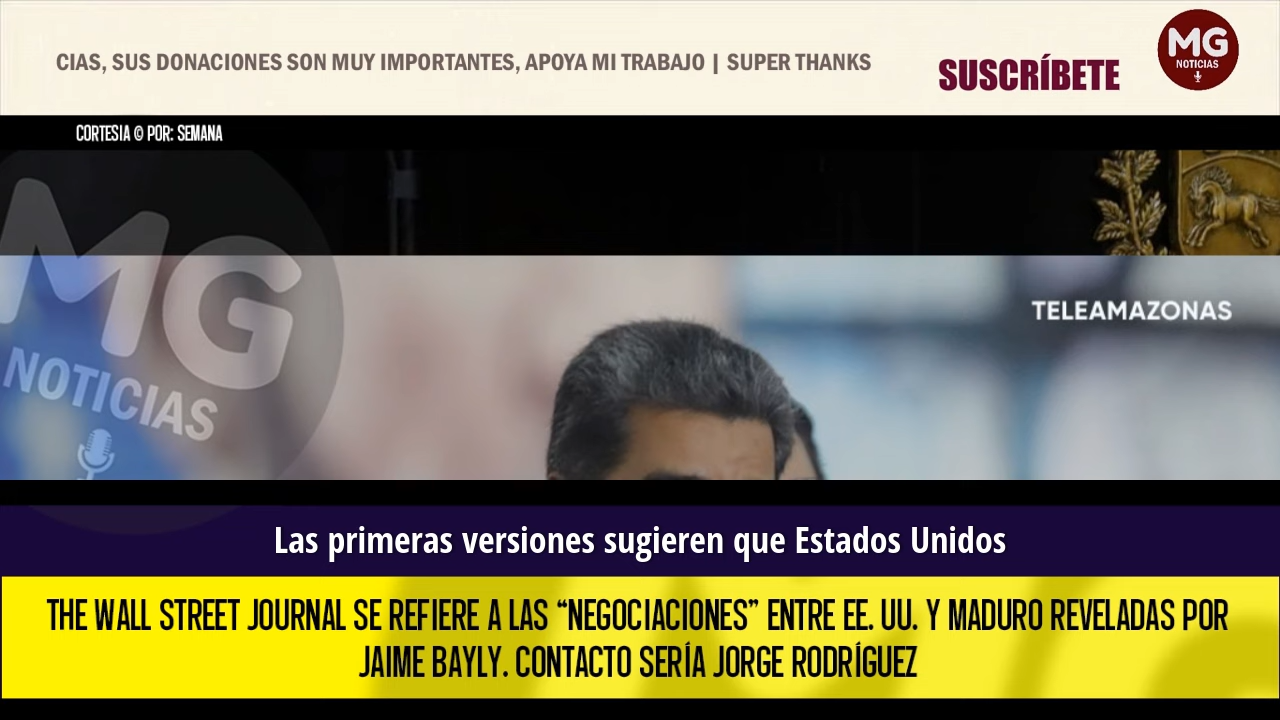 CIAS, SUS DONACIONES SON MUY IMPORTANTES, APOYA MI TRABAJO | SUPER THANKS
SUSCRÍBETE
MG
NOTICIAS
CORTESIA © POR: SEMANA
MG
NOTICIAS
TELEAMAZONAS
Las primeras versiones sugieren que Estados Unidos
THE WALL STREET JOURNAL SE REFIERE A LAS “NEGOCIACIONES” ENTRE EE. UU. Y MADURO REVELADAS POR
JAIME BAYLY. CONTACTO SERÍA JORGE RODRÍGUEZ